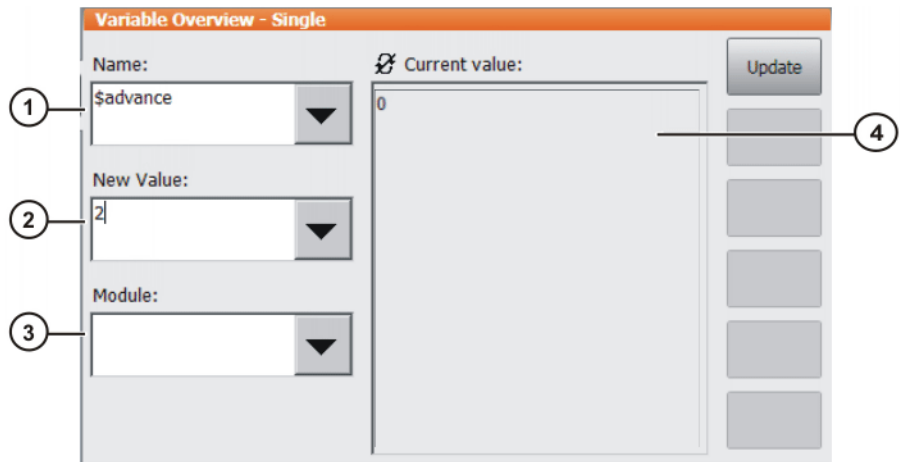 Variable Overview - Single
Name:
Current value:
Update
1
$advance
0
4
New Value:
2
2
Module:
3